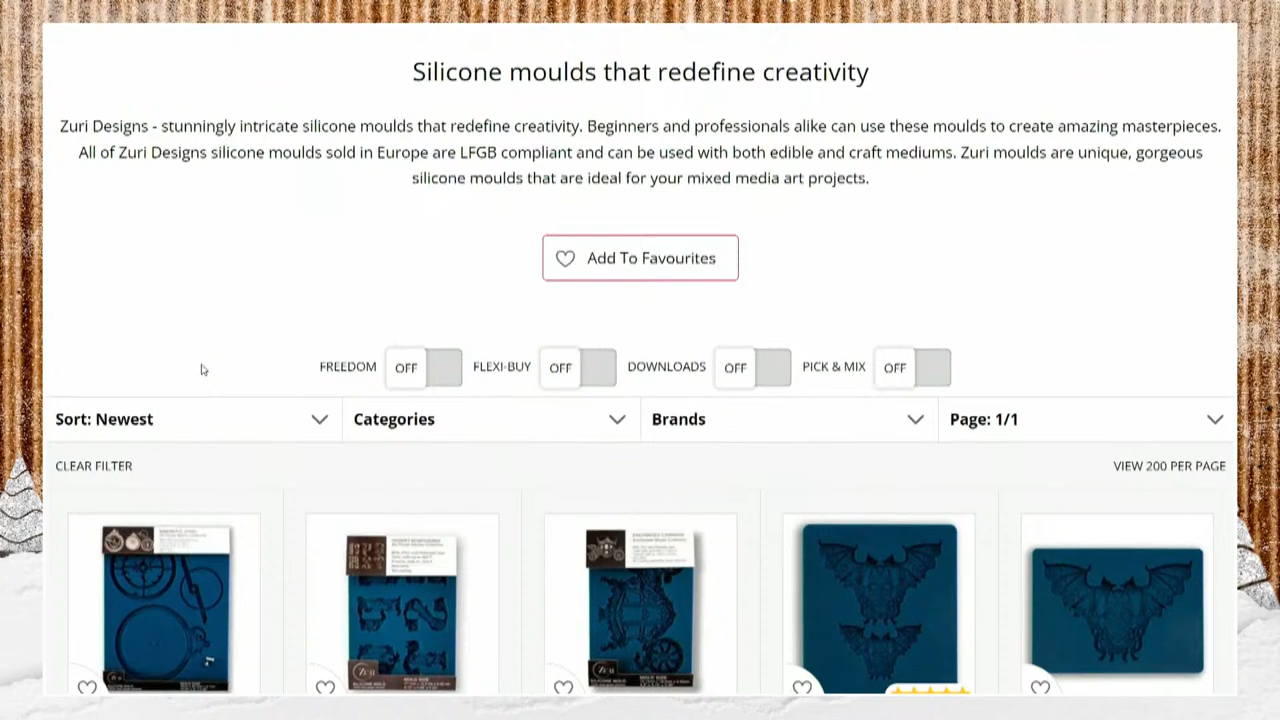 Silicone moulds that redefine creativity
Zuri Designs - stunningly intricate silicone moulds that redefine creativity. Beginners and professionals alike can use these moulds to create amazing masterpieces.
All of Zuri Designs silicone moulds sold in Europe are LFGB compliant and can be used with both edible and craft mediums. Zuri moulds are unique, gorgeous
silicone moulds that are ideal for your mixed media art projects.
Add To Favourites
FREEDOM OFF FLEXI-BUY OFF DOWNLOADS OFF PICK & MIX OFF
Sort: Newest Categories Brands Page: 1/1
CLEAR FILTER VIEW 200 PER PAGE